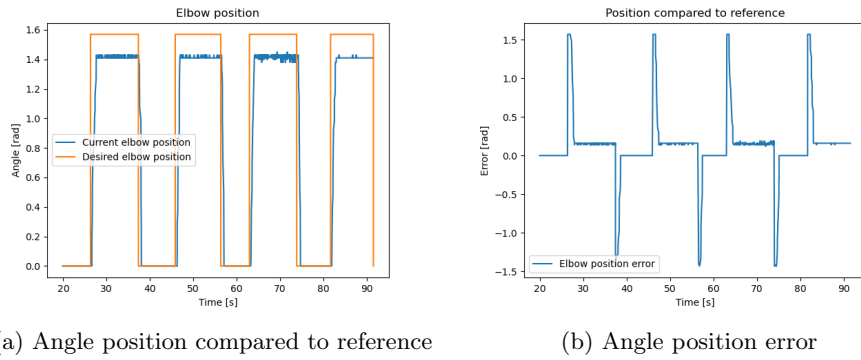 Elbow position
1.6
1.4
1.2
1.0
0.8
0.6
0.4
0.2
0.0
Angle [rad]
Current elbow position
Desired elbow position
20 30 40 50 60 70 80 90
Time [s]
Position compared to reference
1.5
1.0
0.5
0.0
−0.5
−1.0
−1.5
Error [rad]
Elbow position error
20 30 40 50 60 70 80 90
Time [s]
a) Angle position compared to reference
(b) Angle position error